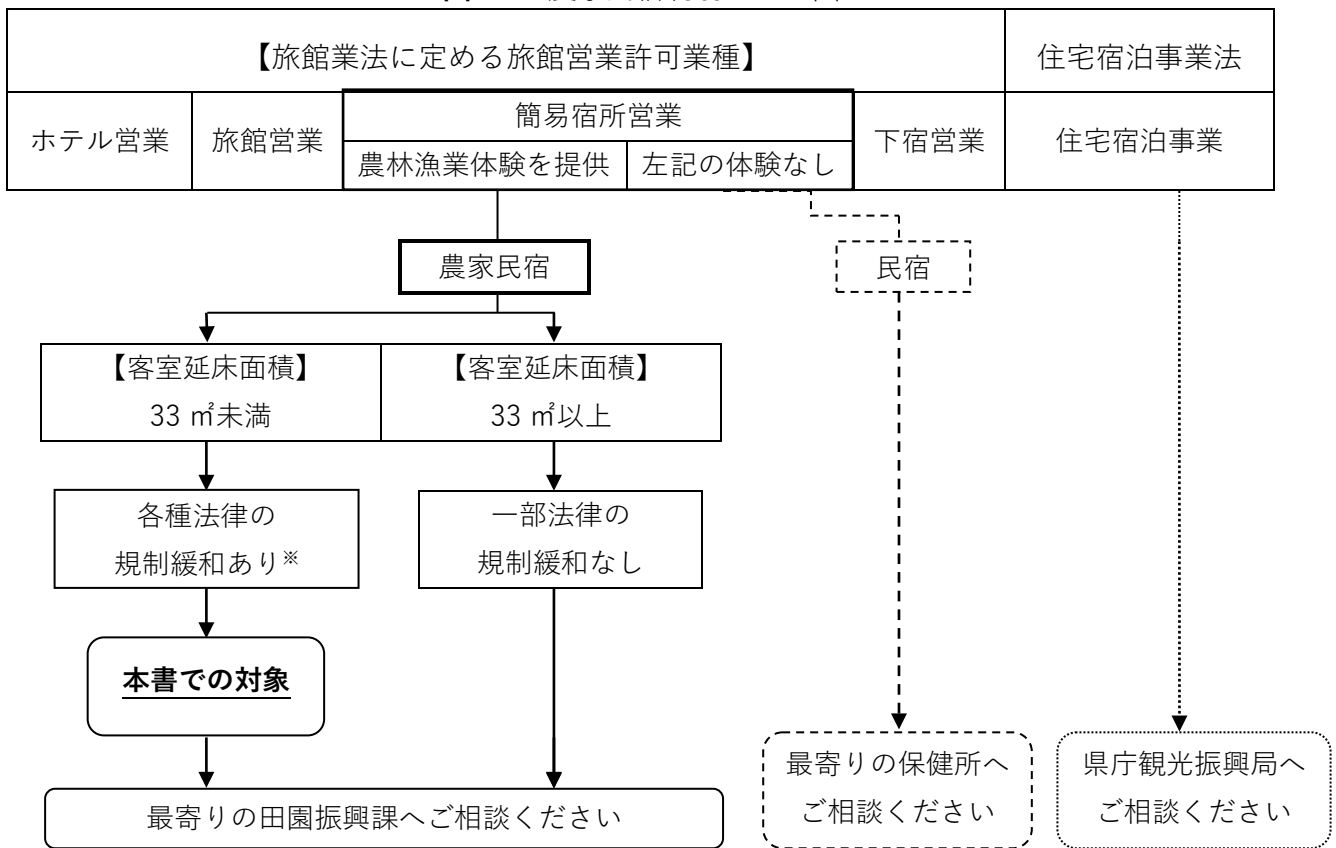 【旅館業法に定める旅館営業許可業種】
住宅宿泊事業法
ホテル営業
旅館営業
簡易宿所営業
農林漁業体験を提供
左記の体験なし
下宿営業
住宅宿泊事業
農家民宿
民宿
【客室延床面積】
33 ㎡未満
【客室延床面積】
33 ㎡以上
各種法律の
規制緩和あり※
一部法律の
規制緩和なし
本書での対象
最寄りの田園振興課へご相談ください
最寄りの保健所へ
ご相談ください
県庁観光振興局へ
ご相談ください